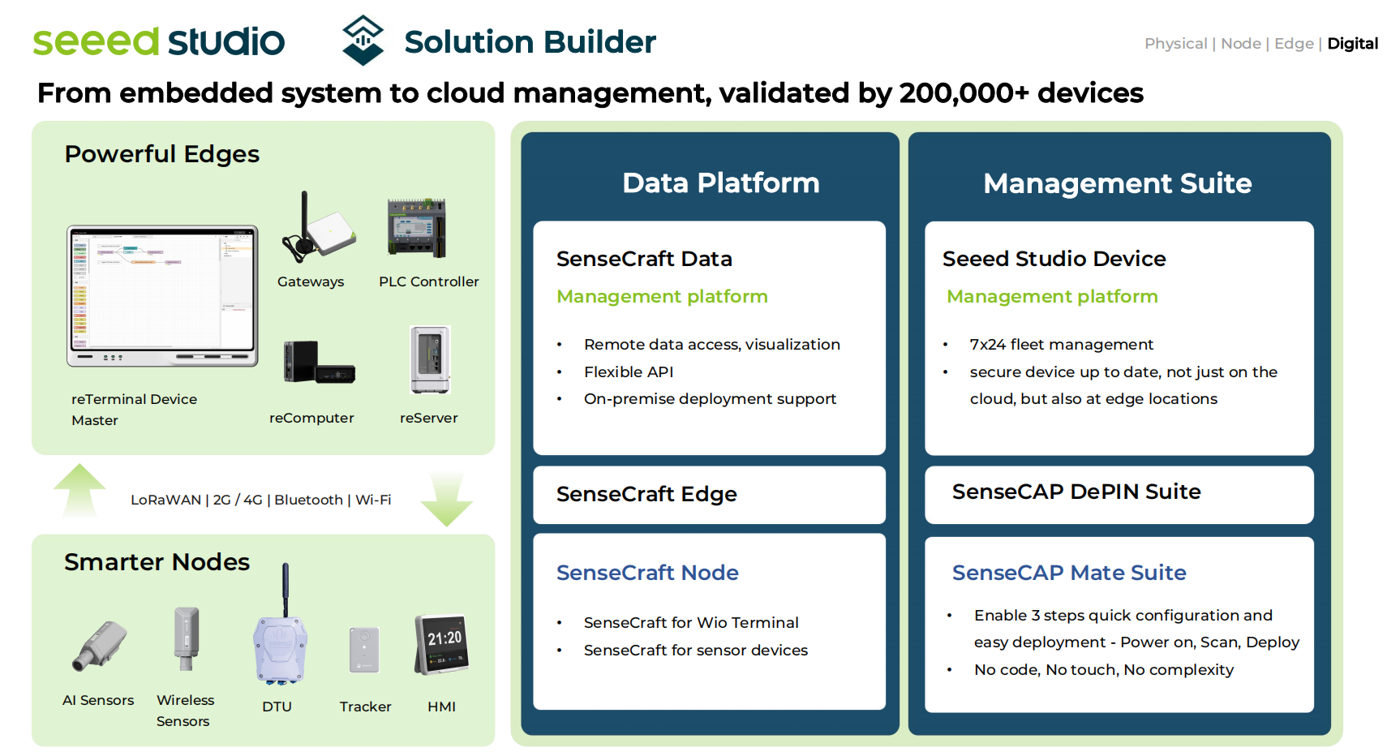 seeed studio
Solution Builder
Physical | Node | Edge | Digital
From embedded system to cloud management, validated by 200,000+ devices
Powerful Edges
Gateways
PLC Controller
reTerminal Device
Master
reComputer
reServer
LoRaWAN | 2G / 4G | Bluetooth | Wi-Fi
Smarter Nodes
21:20
AI Sensors
Wireless
Sensors
DTU
Tracker
HMI
Data Platform
SenseCraft Data
Management platform
• Remote data access, visualization
• Flexible API
• On-premise deployment support
SenseCraft Edge
SenseCraft Node
• SenseCraft for Wio Terminal
• SenseCraft for sensor devices
Management Suite
Seeed Studio Device
Management platform
• 7x24 fleet management
• secure device up to date, not just on the
cloud, but also at edge locations
SenseCAP DePIN Suite
SenseCAP Mate Suite
• Enable 3 steps quick configuration and
easy deployment - Power on, Scan, Deploy
• No code, No touch, No complexity